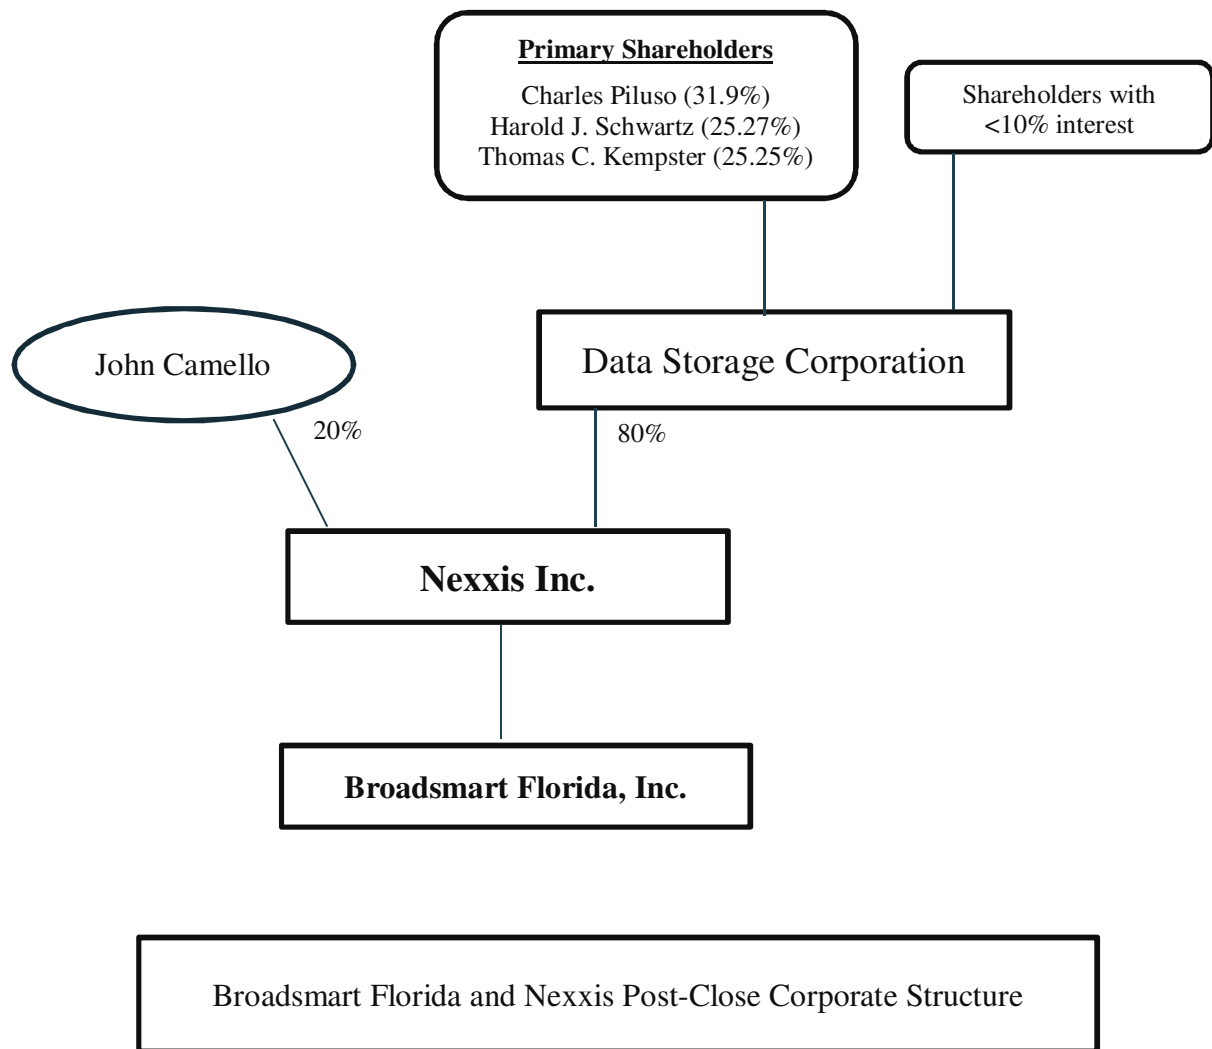 Primary Shareholders
Charles Piluso (31.9%)
Harold J. Schwartz (25.27%)
Thomas C. Kempster (25.25%)
Shareholders with
<10% interest
John Camello
Data Storage Corporation
20%
80%
Nexxis Inc.
Broadsmart Florida, Inc.
Broadsmart Florida and Nexxis Post-Close Corporate Structure